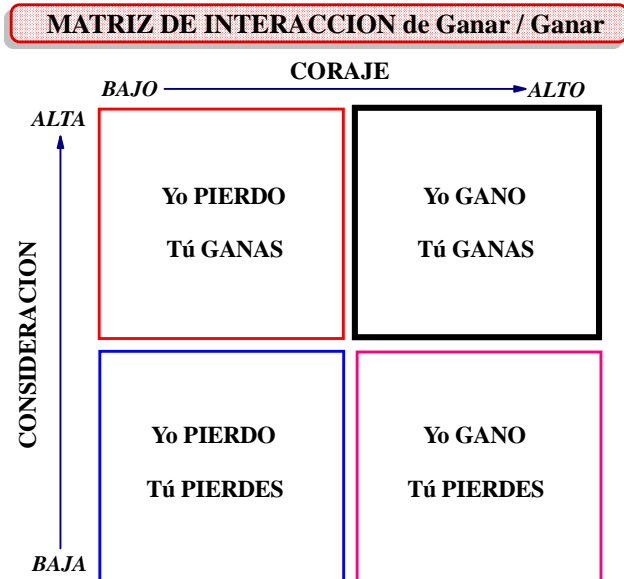 MATRIZ DE INTERACCION de Ganar / Ganar
CORAJE
BAJO
ALTO
ALTA
CONSIDERACION
BAJA
Yo PIERDO
Tú GANAS
Yo GANO
Tú GANAS
Yo PIERDO
Tú PIERDES
Yo GANO
Tú PIERDES